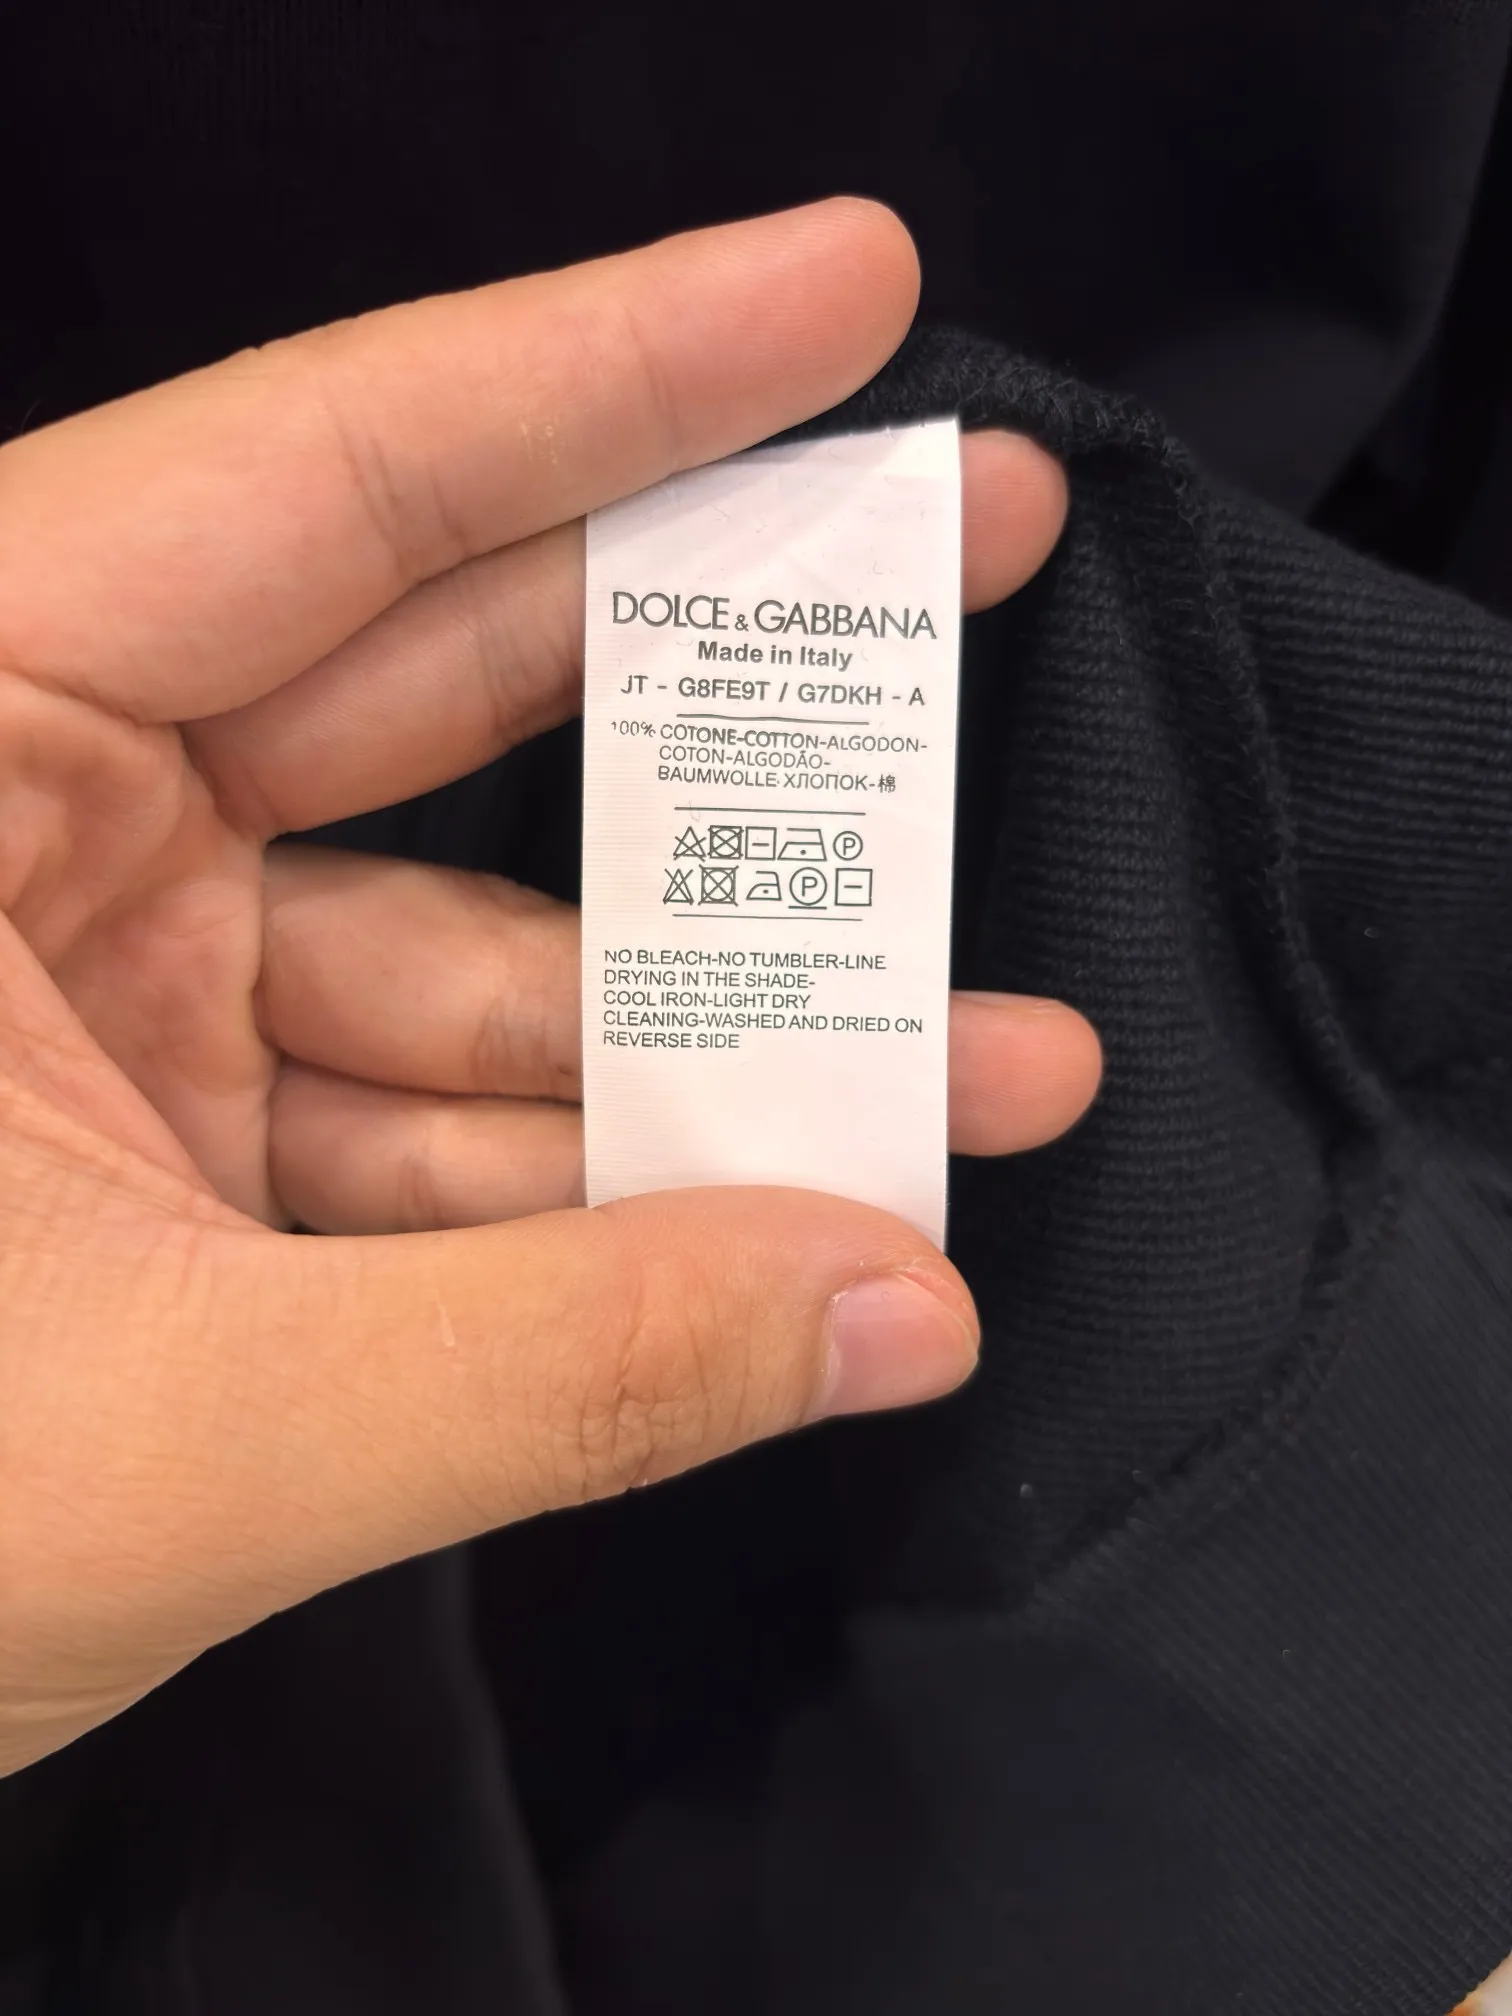 DOLCE & GABBANA
Made in Italy
JT - G8FE9T / G7DKH - A
100% COTONE-COTTON-ALGODON-
COTON-ALGODÃO-
BAUMWOLLE-ХЛОПОК-棉
P
P
NO BLEACH-NO TUMBLER-LINE
DRYING IN THE SHADE-
COOL IRON-LIGHT DRY
CLEANING-WASHED AND DRIED ON
REVERSE SIDE